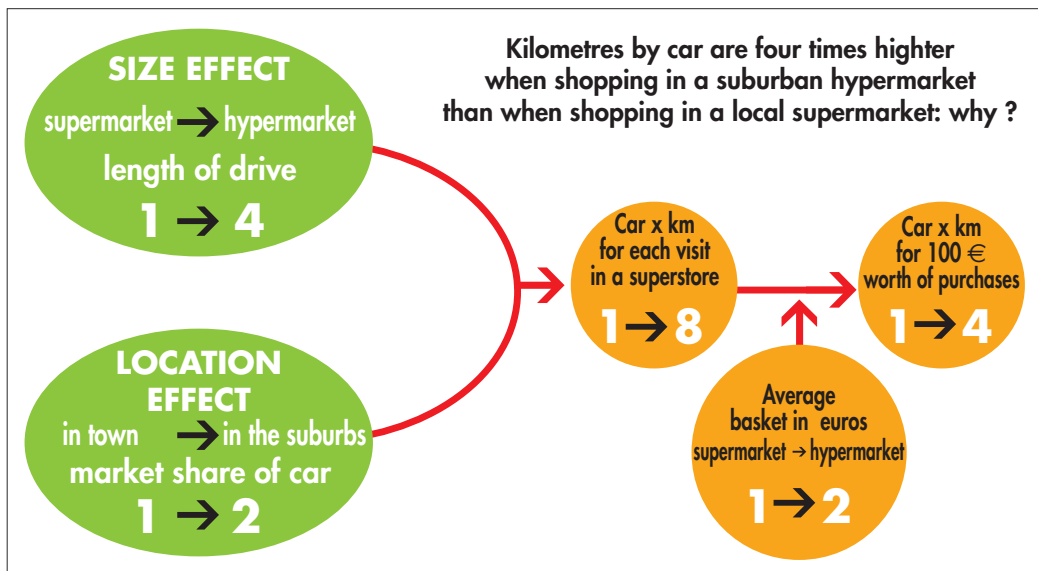 Kilometres by car are four times highter
when shopping in a suburban hypermarket
than when shopping in a local supermarket: why ?
SIZE EFFECT
supermarket → hypermarket
length of drive
1 → 4
LOCATION
EFFECT
in town → in the suburbs
market share of car
1 → 2
Car x km
for each visit
in a superstore
1 → 8
Average
basket in euros
supermarket → hypermarket
1 → 2
Car x km
for 100 €
worth of purchases
1 → 4